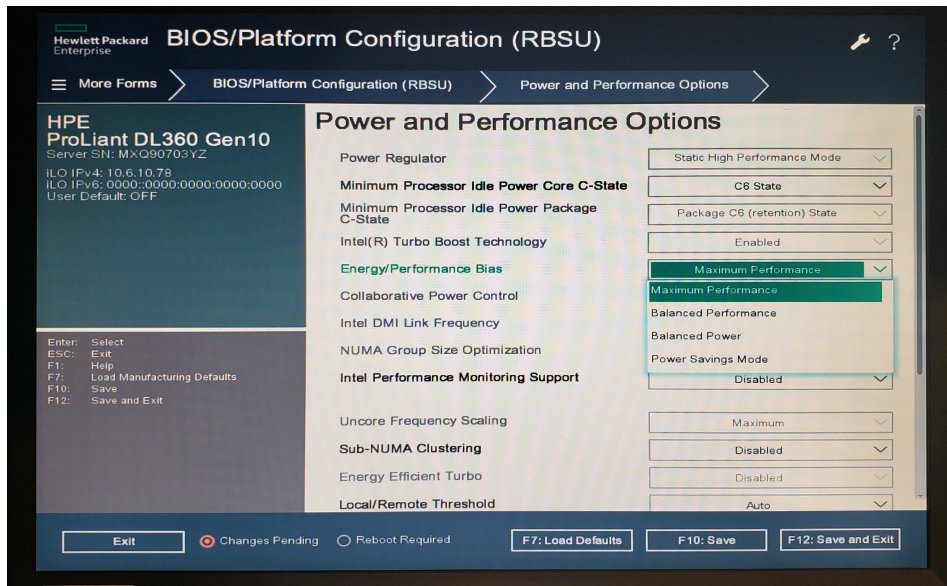 Hewlett Packard
Enterprise
BIOS/Platform Configuration (RBSU)
?
More Forms
BIOS/Platform Configuration (RBSU)
Power and Performance Options
HPE
ProLiant DL360 Gen10
Server SN: MXQ90703YZ
iLO IPv4: 10.6.10.78
iLO IPv6: 0000::0000:0000:0000:0000
User Default: OFF
Enter: Select
ESC: Exit
F1: Help
F7: Load Manufacturing Defaults
F10: Save
F12: Save and Exit
Power and Performance Options
Power Regulator Static High Performance Mode
Minimum Processor Idle Power Core C-State C6 State
Minimum Processor Idle Power Package
C-State Package C6 (retention) State
Intel(R) Turbo Boost Technology Enabled
Energy/Performance Bias Maximum Performance
Maximum Performance
Balanced Performance
Balanced Power
Power Savings Mode
Collaborative Power Control
Intel DMI Link Frequency
NUMA Group Size Optimization
Intel Performance Monitoring Support Disabled
Uncore Frequency Scaling Maximum
Sub-NUMA Clustering Disabled
Energy Efficient Turbo Disabled
Local/Remote Threshold Auto
Exit
Changes Pending
Reboot Required
F7: Load Defaults
F10: Save
F12: Save and Exit